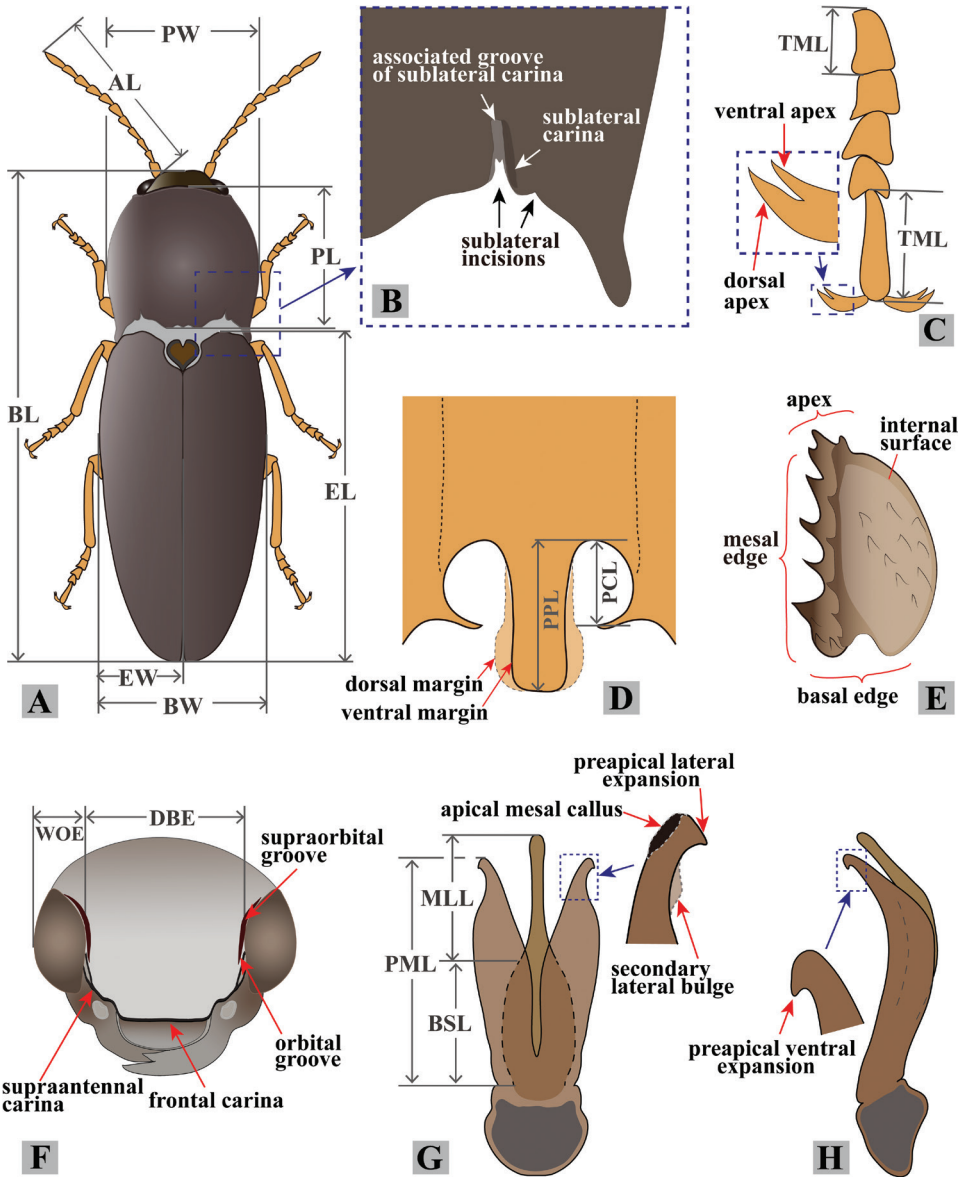 PW
AL
PL
BL
EL
EW
BW
A
associated groove
of sublateral carina
sublateral
carina
sublateral
incisions
B
TML
ventral apex
dorsal
apex
TML
C
PPL
PCL
dorsal margin
ventral margin
D
apex
internal
surface
mesal
edge
basal edge
E
WOE
DBE
supraorbital
groove
orbital
groove
supraantennal
carina
frontal carina
F
preapical lateral
expansion
apical mesal callus
MLL
PML
BSL
secondary
lateral bulge
G
preapical ventral
expansion
H